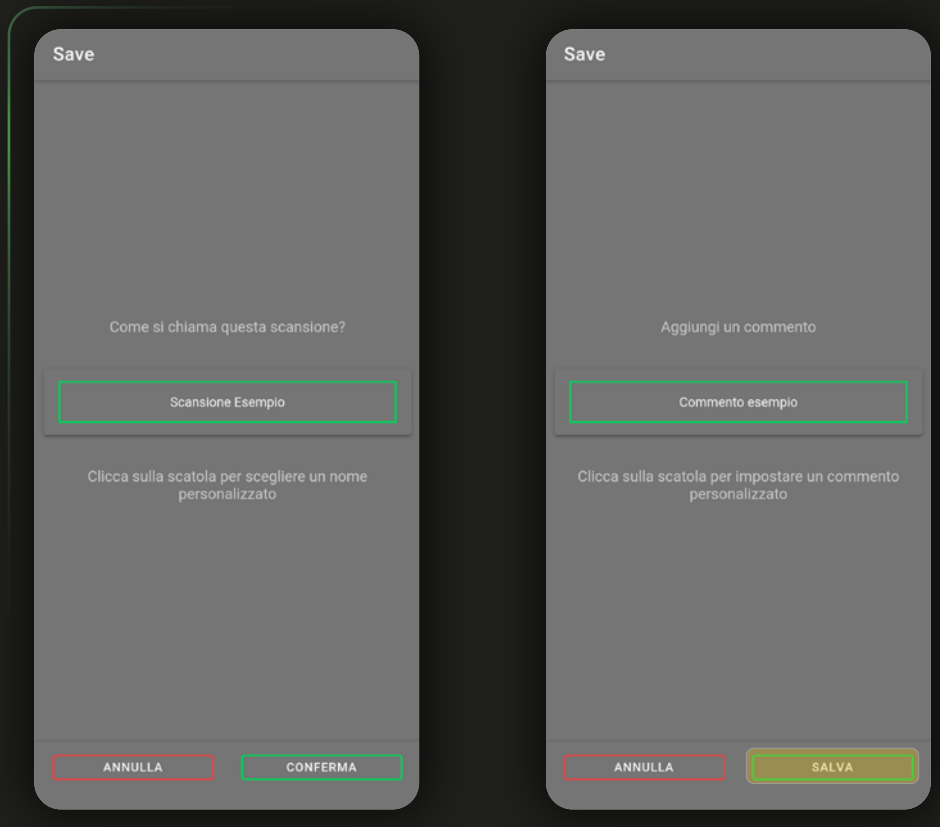 Save
Come si chiama questa scansione?
Scansione Esempio
Clicca sulla scatola per scegliere un nome
personalizzato
ANNULLA
CONFERMA
Save
Aggiungi un commento
Commento esempio
Clicca sulla scatola per impostare un commento
personalizzato
ANNULLA
SALVA